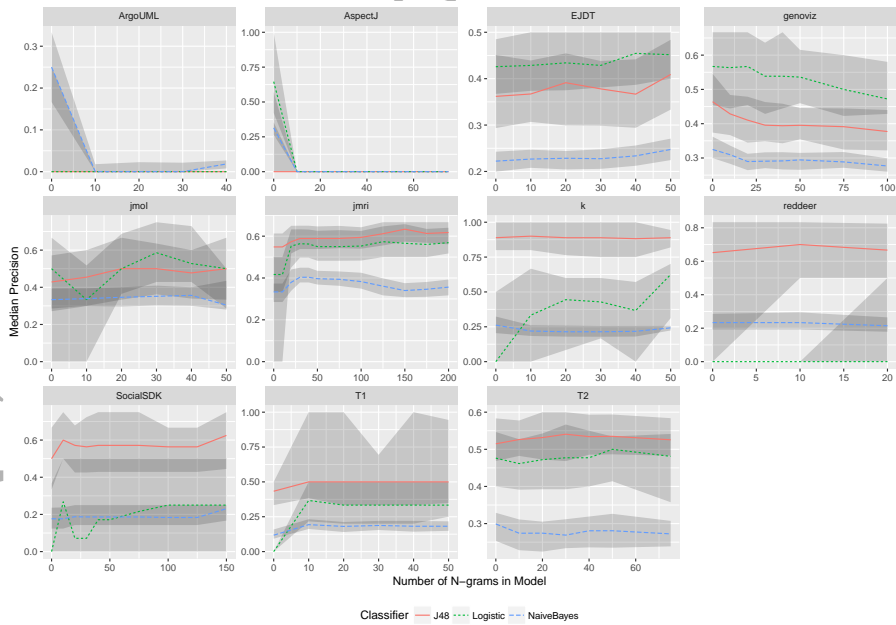 ArgoUML AspectJ EJDT genoviz
0.3 0.2 0.1 0.0
0 10 20 30 40
1.00 0.75 0.50 0.25 0.00
0 20 40 60
0.5 0.4 0.3 0.2
0 10 20 30 40 50
0.6 0.5 0.4 0.3
0 25 50 75 100
jmol jmri k reddeer
0.6 0.4 0.2 0.0
0 10 20 30 40 50
0.6 0.4 0.2 0.0
0 50 100 150 200
1.00 0.75 0.50 0.25 0.00
0 10 20 30 40 50
0.8 0.6 0.4 0.2 0.0
0 5 10 15 20
SocialSDK T1 T2
0.6 0.4 0.2 0.0
0 50 100 150
1.00 0.75 0.50 0.25 0.00
0 10 20 30 40 50
0.6 0.5 0.4 0.3
0 20 40 60
Median Precision
Number of N−grams in Model
Classifier J48 Logistic NaiveBayes